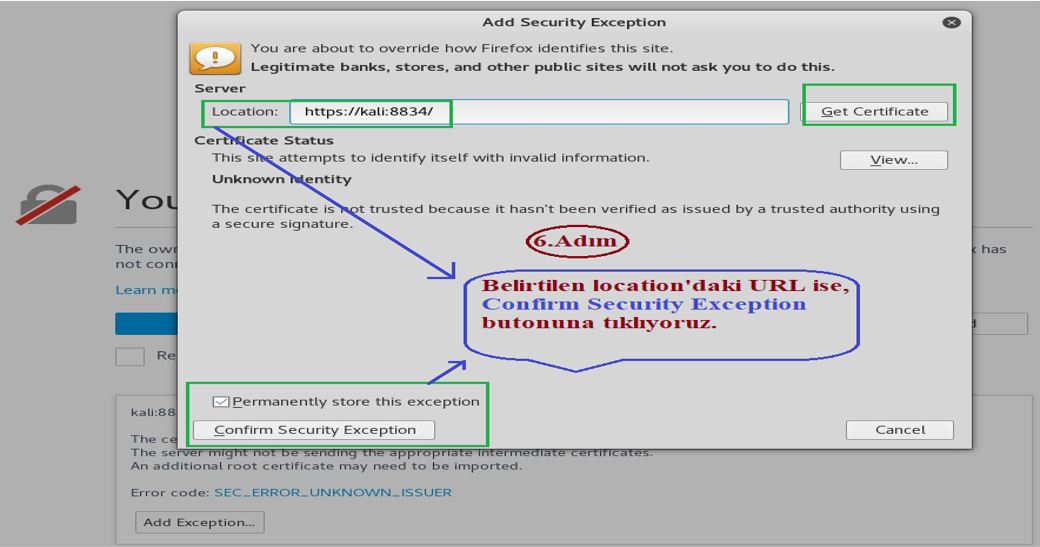 Add Security Exception
You are about to override how Firefox identifies this site.
Legitimate banks, stores, and other public sites will not ask you to do this.
Server
Location: https://kali:8834/
Get Certificate
Certificate Status
This site attempts to identify itself with invalid information.
View...
Unknown Identity
The certificate is not trusted because it hasn't been verified as issued by a trusted authority using
a secure signature.
6.Adım
Belirtilen location'daki URL ise,
Confirm Security Exception
butonuna tıklıyoruz.
Permanently store this exception
Confirm Security Exception
Cancel
You
The
has
not
Learn
kali:88
The
The server might not be sending the appropriate intermediate certificates.
An additional root certificate may need to be imported.
Error code: SEC_ERROR_UNKNOWN_ISSUER
Add Exception...